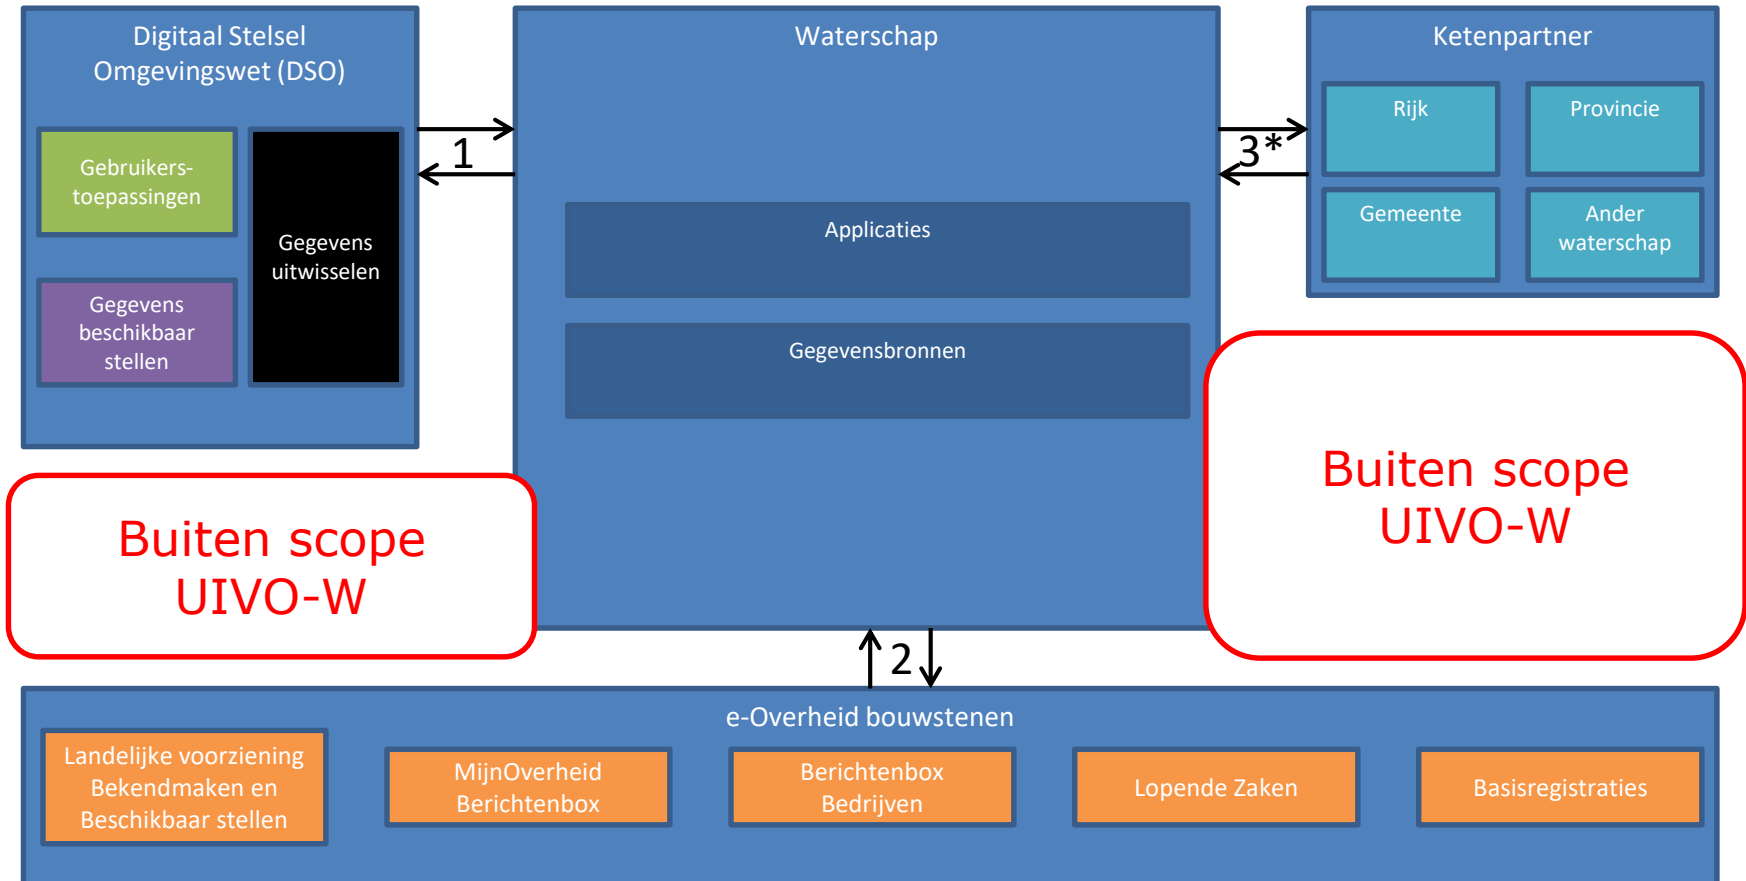 Digitaal Stelsel
Omgevingswet (DSO)
Gebruikers-
toepassingen
Gegevens
beschikbaar
stellen
Gegevens
uitwisselen
1
Waterschap
Applicaties
Gegevensbronnen
3*
Ketenpartner
Rijk
Provincie
Gemeente
Ander
waterschap
Buiten scope
UIVO-W
Buiten scope
UIVO-W
2
e-Overheid bouwstenen
Landelijke voorziening
Bekendmaken en
Beschikbaar stellen
MijnOverheid
Berichtenbox
Berichtenbox
Bedrijven
Lopende Zaken
Basisregistraties